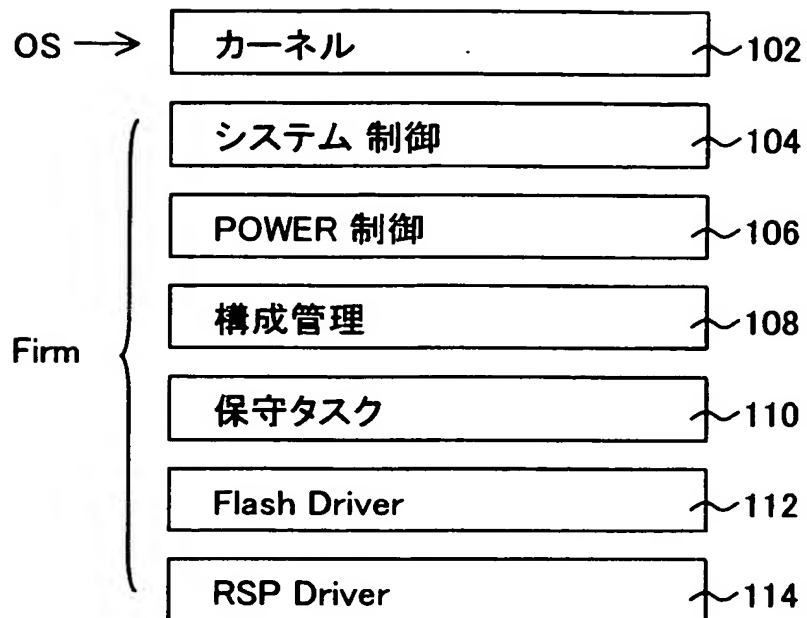 OS → カーネル 102
システム 制御 104
POWER 制御 106
構成管理 108
Firm
保守タスク 110
Flash Driver 112
RSP Driver 114